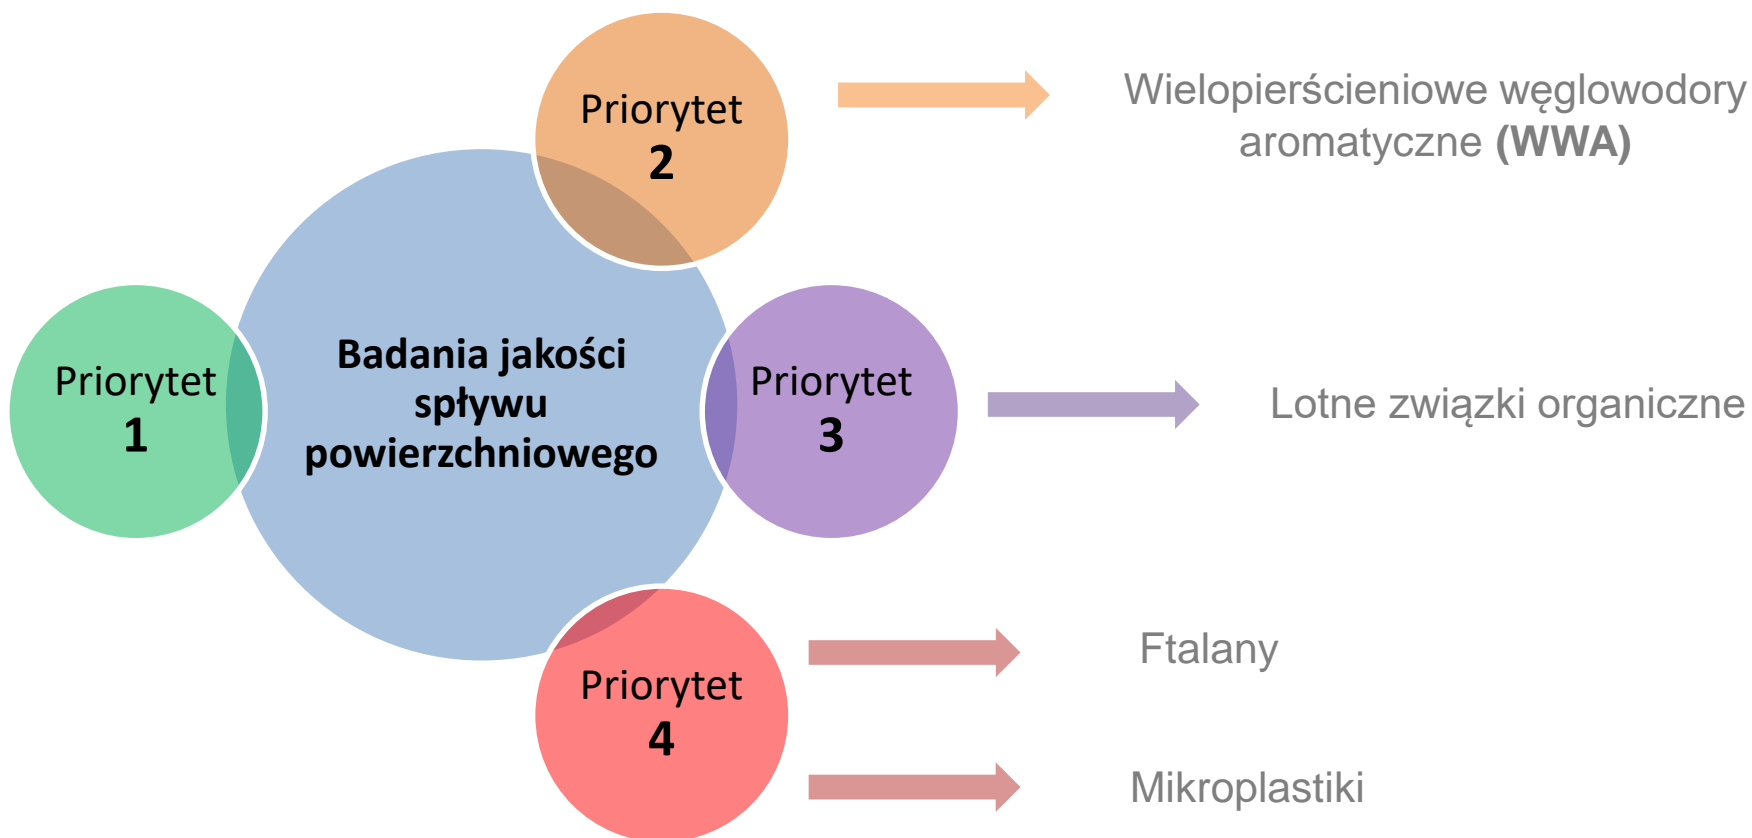 Priorytet
2
Wielopierścieniowe węglowodory
aromatyczne (WWA)
Priorytet
1
Badania jakości
spływu
powierzchniowego
Priorytet
3
Lotne związki organiczne
Priorytet
4
Ftalany
Mikroplastiki